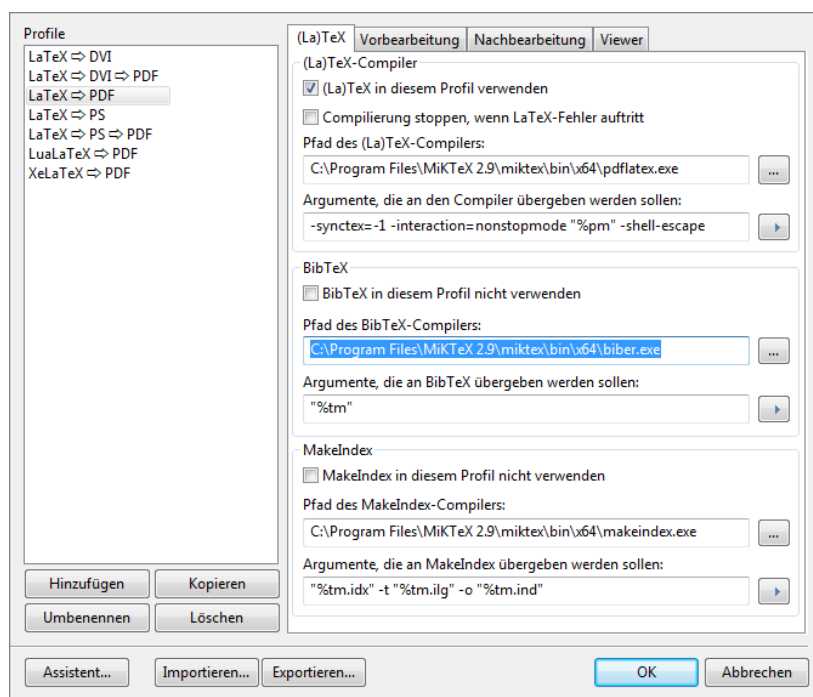 Profile
LaTeX ⇨ DVI
LaTeX ⇨ DVI ⇨ PDF
LaTeX ⇨ PDF
LaTeX ⇨ PS
LaTeX ⇨ PS ⇨ PDF
LuaLaTeX ⇨ PDF
XeLaTeX ⇨ PDF
Hinzufügen Kopieren
Umbenennen Löschen
(La)TeX Vorbearbeitung Nachbearbeitung Viewer
(La)TeX-Compiler
(La)TeX in diesem Profil verwenden
Compilierung stoppen, wenn LaTeX-Fehler auftritt
Pfad des (La)TeX-Compilers:
C:\Program Files\MiKTeX 2.9\miktex\bin\x64\pdflatex.exe ...
Argumente, die an den Compiler übergeben werden sollen:
-synctex=-1 -interaction=nonstopmode "%pm" -shell-escape
BibTeX
BibTeX in diesem Profil nicht verwenden
Pfad des BibTeX-Compilers:
C:\Program Files\MiKTeX 2.9\miktex\bin\x64\biber.exe ...
Argumente, die an BibTeX übergeben werden sollen:
"%tm"
MakeIndex
MakeIndex in diesem Profil nicht verwenden
Pfad des MakeIndex-Compilers:
C:\Program Files\MiKTeX 2.9\miktex\bin\x64\makeindex.exe ...
Argumente, die an MakeIndex übergeben werden sollen:
"%tm.idx" -t "%tm.ilg" -o "%tm.ind"
Assistent... Importieren... Exportieren... OK Abbrechen